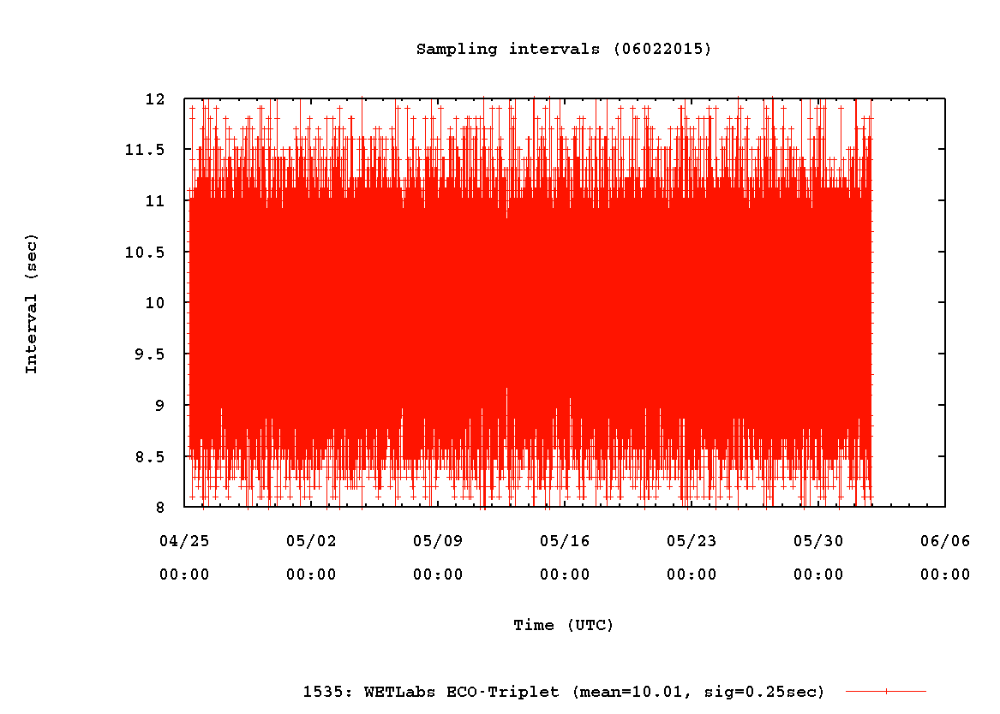 Sampling intervals (06022015)
12
11.5
11
10.5
10
9.5
9
8.5
8
Interval (sec)
04/25 05/02 05/09 05/16 05/23 05/30 06/06
00:00 00:00 00:00 00:00 00:00 00:00 00:00
Time (UTC)
1535: WETLabs ECO-Triplet (mean=10.01, sig=0.25sec)